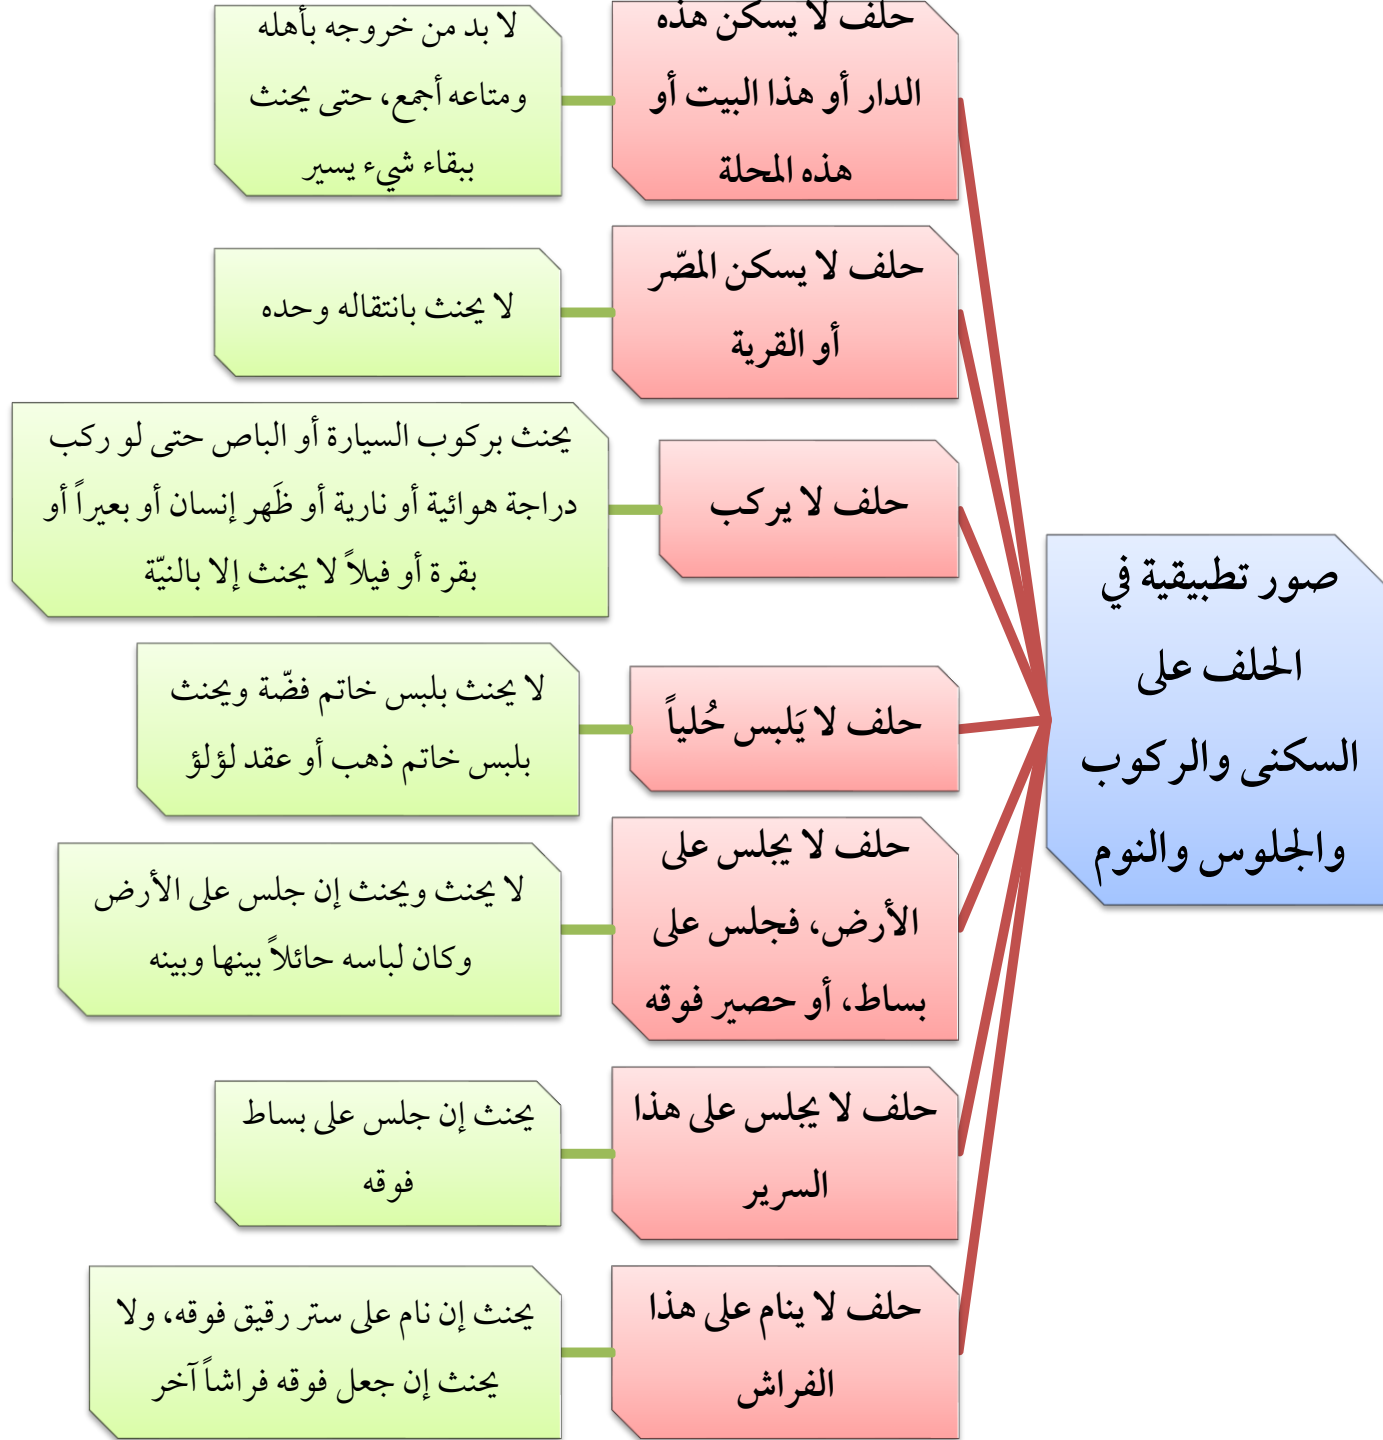 صور تطبيقية في
الحلف على
السكنى والركوب
والجلوس والنوم
حلف لا يسكن هذه
الدار أو هذا البيت أو
هذه المحلة
لا بد من خروجه بأهله
ومتاعه أجمع، حتى يحنث
ببقاء شيء يسير
حلف لا يسكن المصّر
أو القرية
لا يحنث بانتقاله وحده
حلف لا يركب
يحنث بركوب السيارة أو الباص حتى لو ركب
دراجة هوائية أو نارية أو ظَهر إنسان أو بعيراً أو
بقرة أو فيلاً لا يحنث إلا بالنيّة
حلف لا يَلبس حُلياً
لا يحنث بلبس خاتم فضّة ويحنث
بلبس خاتم ذهب أو عقد لؤلؤ
حلف لا يجلس على
الأرض، فجلس على
بساط، أو حصير فوقه
لا يحنث ويحنث إن جلس على الأرض
وكان لباسه حائلاً بينها وبينه
حلف لا يجلس على هذا
السرير
يحنث إن جلس على بساط
فوقه
حلف لا ينام على هذا
الفراش
يحنث إن نام على ستر رقيق فوقه، ولا
يحنث إن جعل فوقه فراشاً آخر